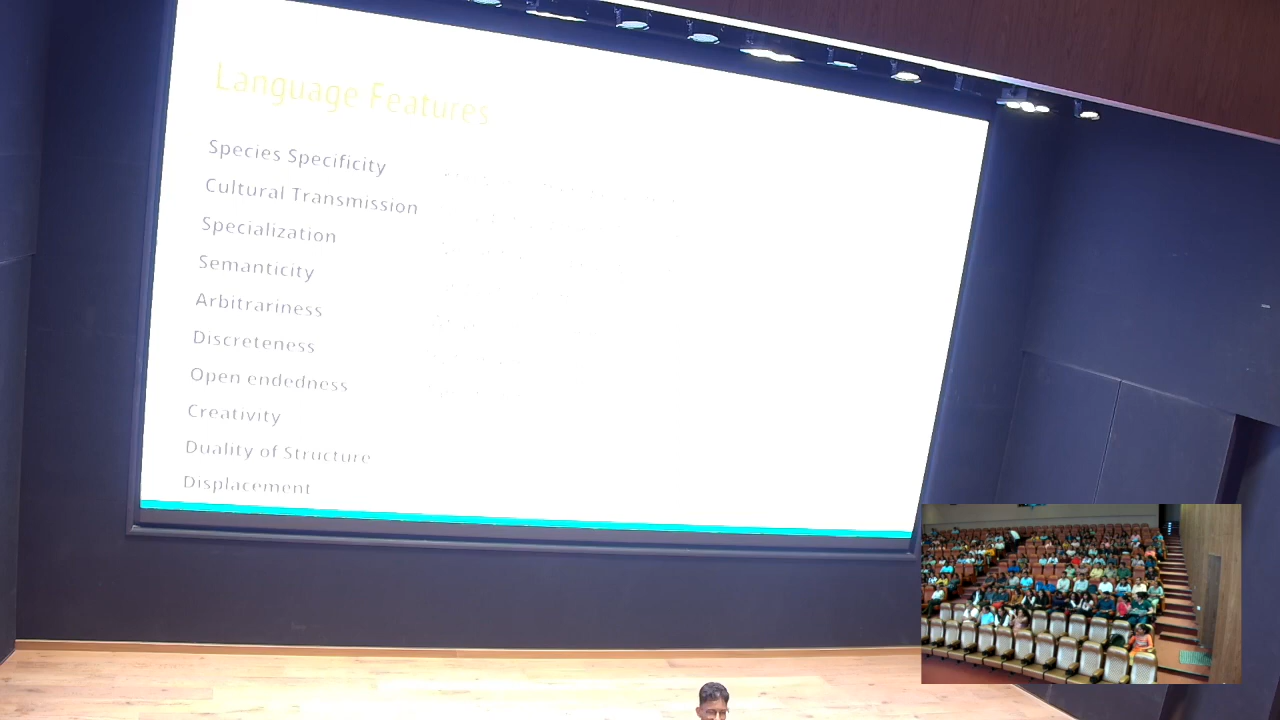 Language Features
Species Specificity
Cultural Transmission
Specialization
Semanticity
Arbitrariness
Discreteness
Open endedness
Creativity
Duality of Structure
Displacement